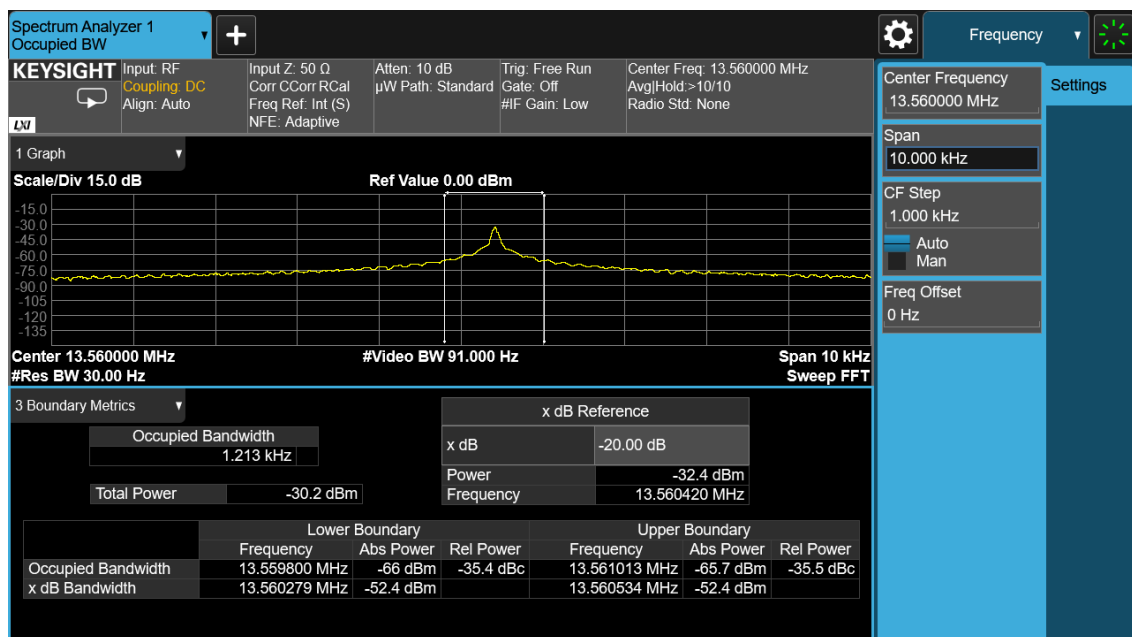 Spectrum Analyzer 1
Occupied BW
+
Frequency
KEYSIGHT
LXI
Input: RF
Coupling: DC
Align: Auto
Input Z: 50 Ω
Corr CCorr RCal
Freq Ref: Int (S)
NFE: Adaptive
Atten: 10 dB
µW Path: Standard
Trig: Free Run
Gate: Off
#IF Gain: Low
Center Freq: 13.560000 MHz
Avg|Hold:>10/10
Radio Std: None
1 Graph
Scale/Div 15.0 dB
Ref Value 0.00 dBm
-15.0
-30.0
-45.0
-60.0
-75.0
-90.0
-105
-120
-135
Center 13.560000 MHz
#Video BW 91.000 Hz
Span 10 kHz
#Res BW 30.00 Hz
Sweep FFT
3 Boundary Metrics
Occupied Bandwidth
1.213 kHz
Total Power -30.2 dBm
x dB Reference
x dB -20.00 dB
Power -32.4 dBm
Frequency 13.560420 MHz
Lower Boundary Upper Boundary
Frequency Abs Power Rel Power Frequency Abs Power Rel Power
Occupied Bandwidth 13.559800 MHz -66 dBm -35.4 dBc 13.561013 MHz -65.7 dBm -35.5 dBc
x dB Bandwidth 13.560279 MHz -52.4 dBm 13.560534 MHz -52.4 dBm
Center Frequency
13.560000 MHz
Span
10.000 kHz
CF Step
1.000 kHz
Auto
Man
Freq Offset
0 Hz
Settings